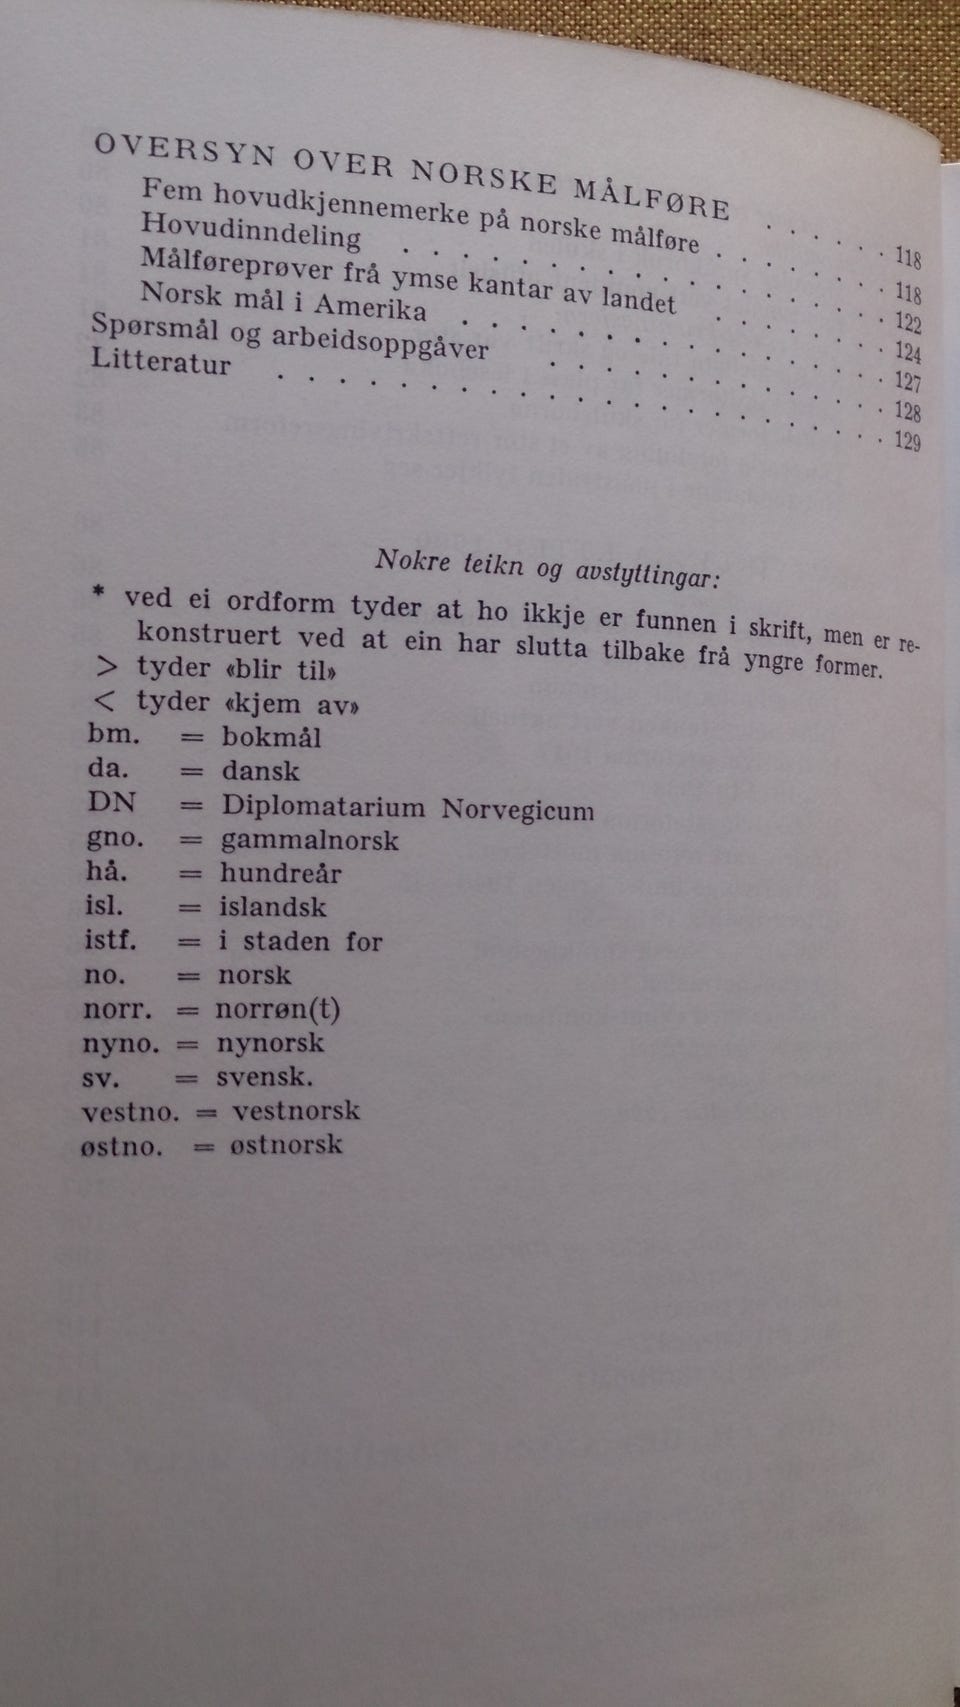 OVERSYN OVER NORSKE MÅLFØRE . . . . . . 118
Fem hovudkjennemerke på norske målføre . . . . . . . 118
Hovudinndeling . . . . . . . . . . . . . . . . 122
Målføreprøver frå ymse kantar av landet . . . . . . . 124
Norsk mål i Amerika . . . . . . . . . . . . . . . 127
Spørsmål og arbeidsoppgåver . . . . . . . . . . . . 128
Litteratur . . . . . . . . . . . . . . . . . . . . . 129
Nokre teikn og avstyttingar:
* ved ei ordform tyder at ho ikkje er funnen i skrift, men er re-
konstruert ved at ein har slutta tilbake frå yngre former.
> tyder «blir til»
< tyder «kjem av»
bm. = bokmål
da. = dansk
DN = Diplomatarium Norvegicum
gno. = gammalnorsk
hå. = hundreår
isl. = islandsk
istf. = i staden for
no. = norsk
norr. = norrøn(t)
nyno. = nynorsk
sv. = svensk.
vestno. = vestnorsk
østno. = østnorsk